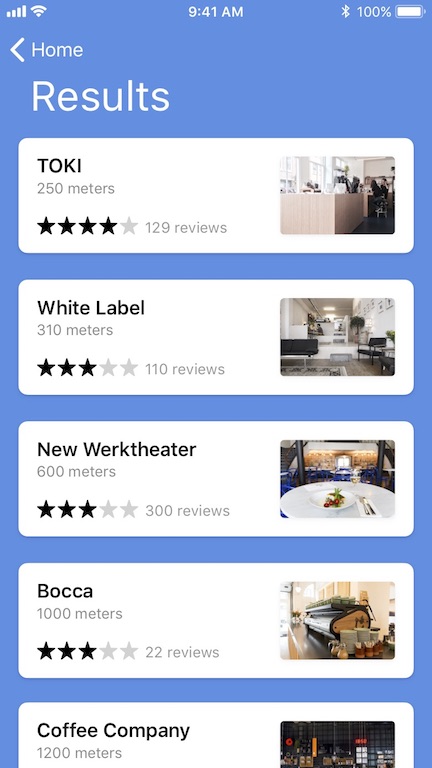 9:41 AM
100%
Home
Results
TOKI
250 meters
129 reviews
White Label
310 meters
110 reviews
New Werktheater
600 meters
300 reviews
Bocca
1000 meters
22 reviews
Coffee Company
1200 meters